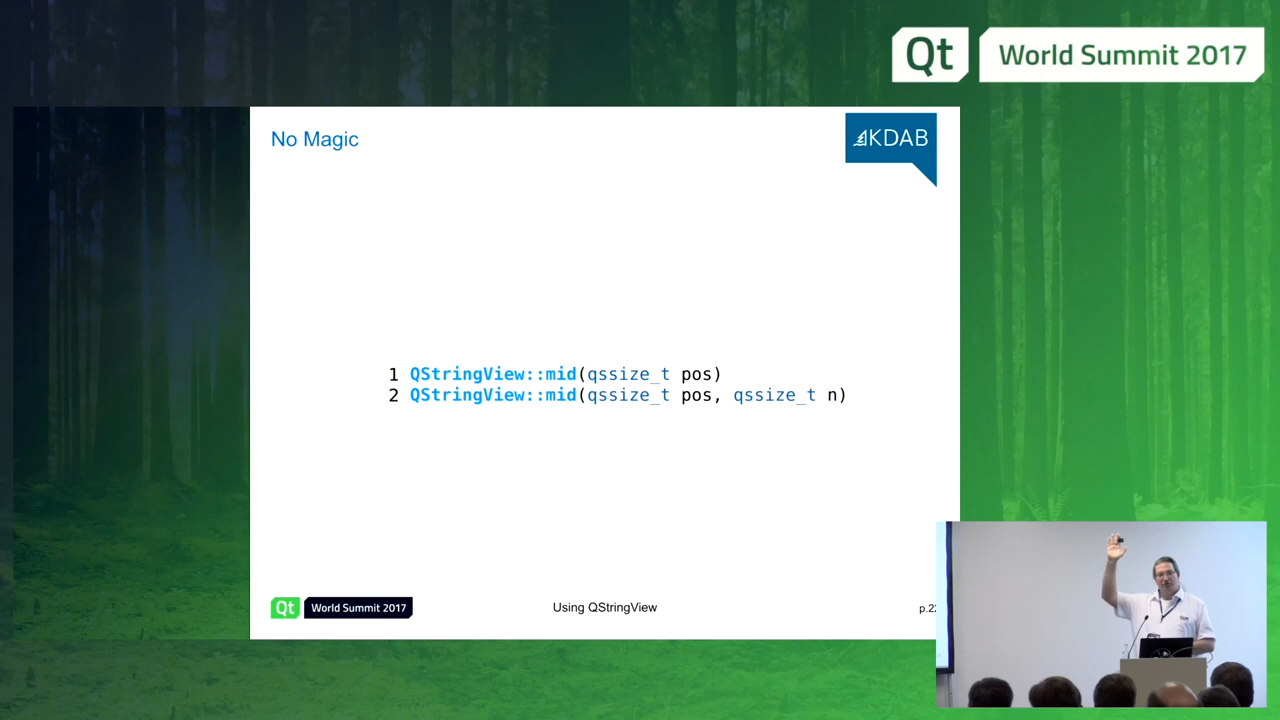 Qt World Summit 2017
No Magic
KDAB
1 QStringView::mid(qssize_t pos)
2 QStringView::mid(qssize_t pos, qssize_t n)
Qt World Summit 2017
Using QStringView
p.22